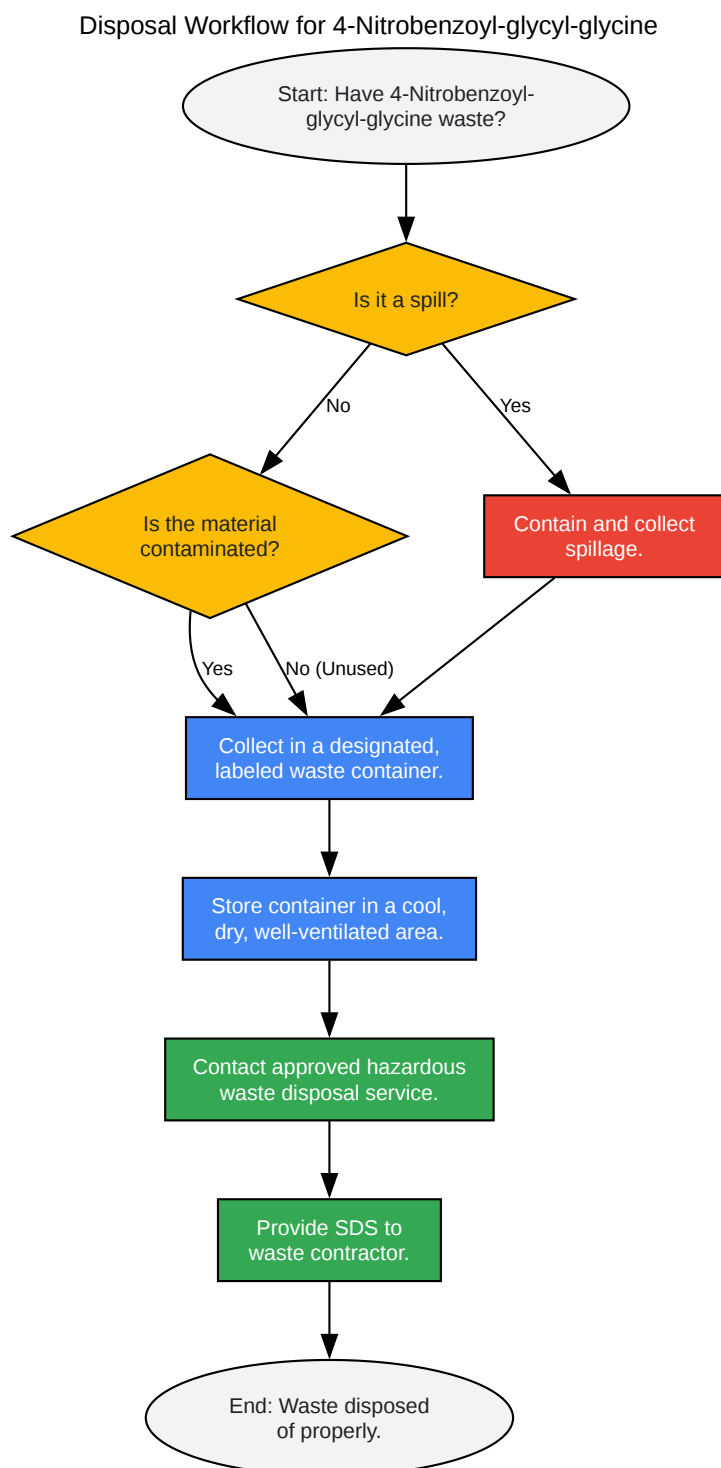 Disposal Workflow for 4-Nitrobenzoyl-glycyl-glycine
Start: Have 4-Nitrobenzoyl-
glycyl-glycine waste?
Is it a spill?
No
Yes
Is the material
contaminated?
Contain and collect
spillage.
Yes
No (Unused)
Collect in a designated,
labeled waste container.
Store container in a cool,
dry, well-ventilated area.
Contact approved hazardous
waste disposal service.
Provide SDS to
waste contractor.
End: Waste disposed
of properly.